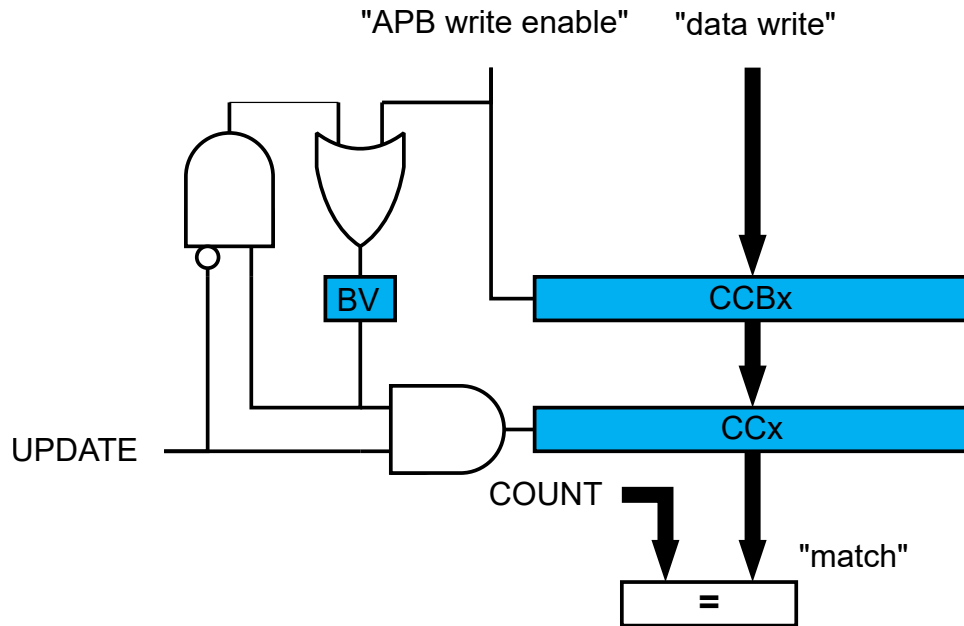 "APB write enable"
"data write"
BV
CCBx
CCx
UPDATE
COUNT
"match"
=